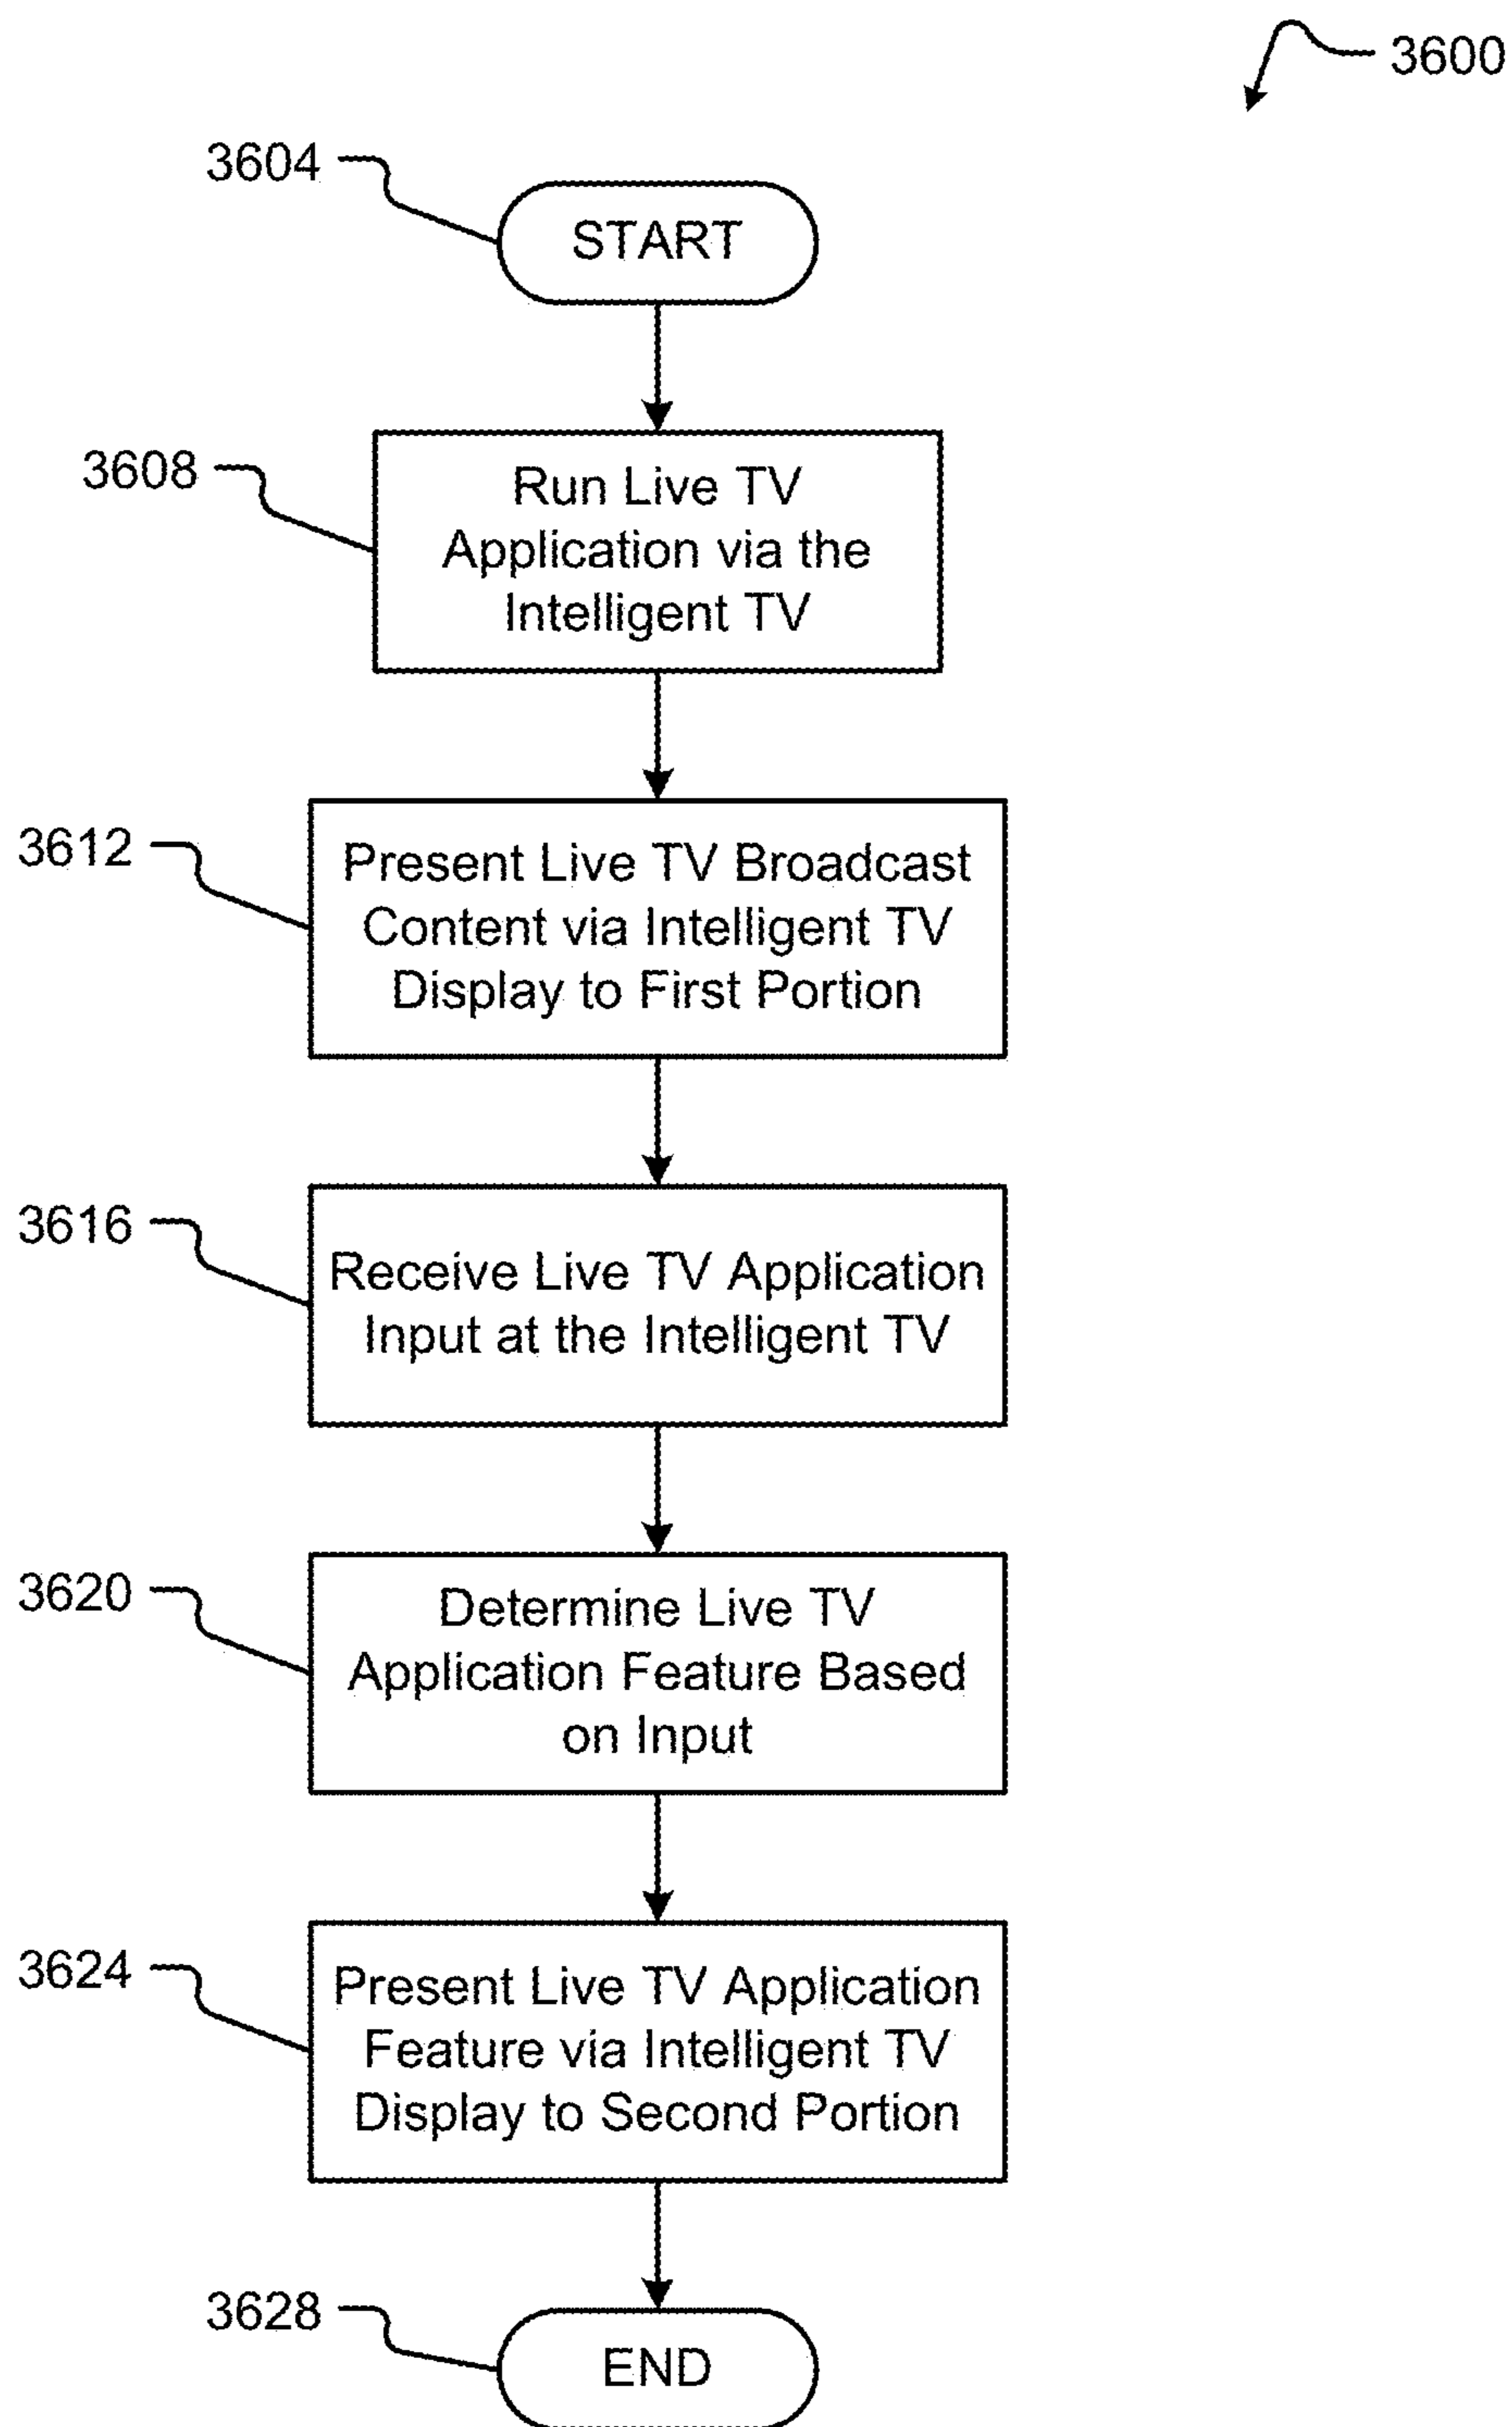 3600
3604
START
3608
Run Live TV
Application via the
Intelligent TV
3612
Present Live TV Broadcast
Content via Intelligent TV
Display to First Portion
3616
Receive Live TV Application
Input at the Intelligent TV
3620
Determine Live TV
Application Feature Based
on Input
3624
Present Live TV Application
Feature via Intelligent TV
Display to Second Portion
3628
END